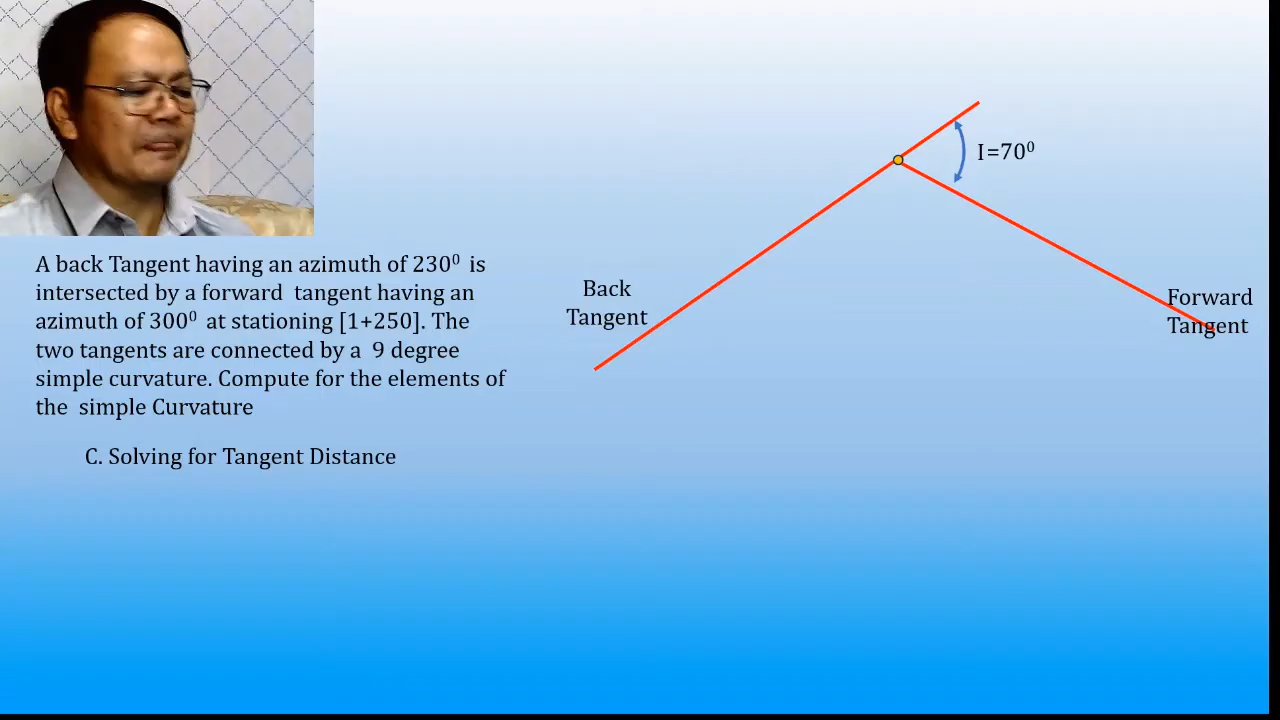 I=70⁰
A back Tangent having an azimuth of 230⁰ is
intersected by a forward tangent having an
azimuth of 300⁰ at stationing [1+250]. The
two tangents are connected by a 9 degree
simple curvature. Compute for the elements of
the simple Curvature
C. Solving for Tangent Distance
Back
Tangent
Forward
Tangent